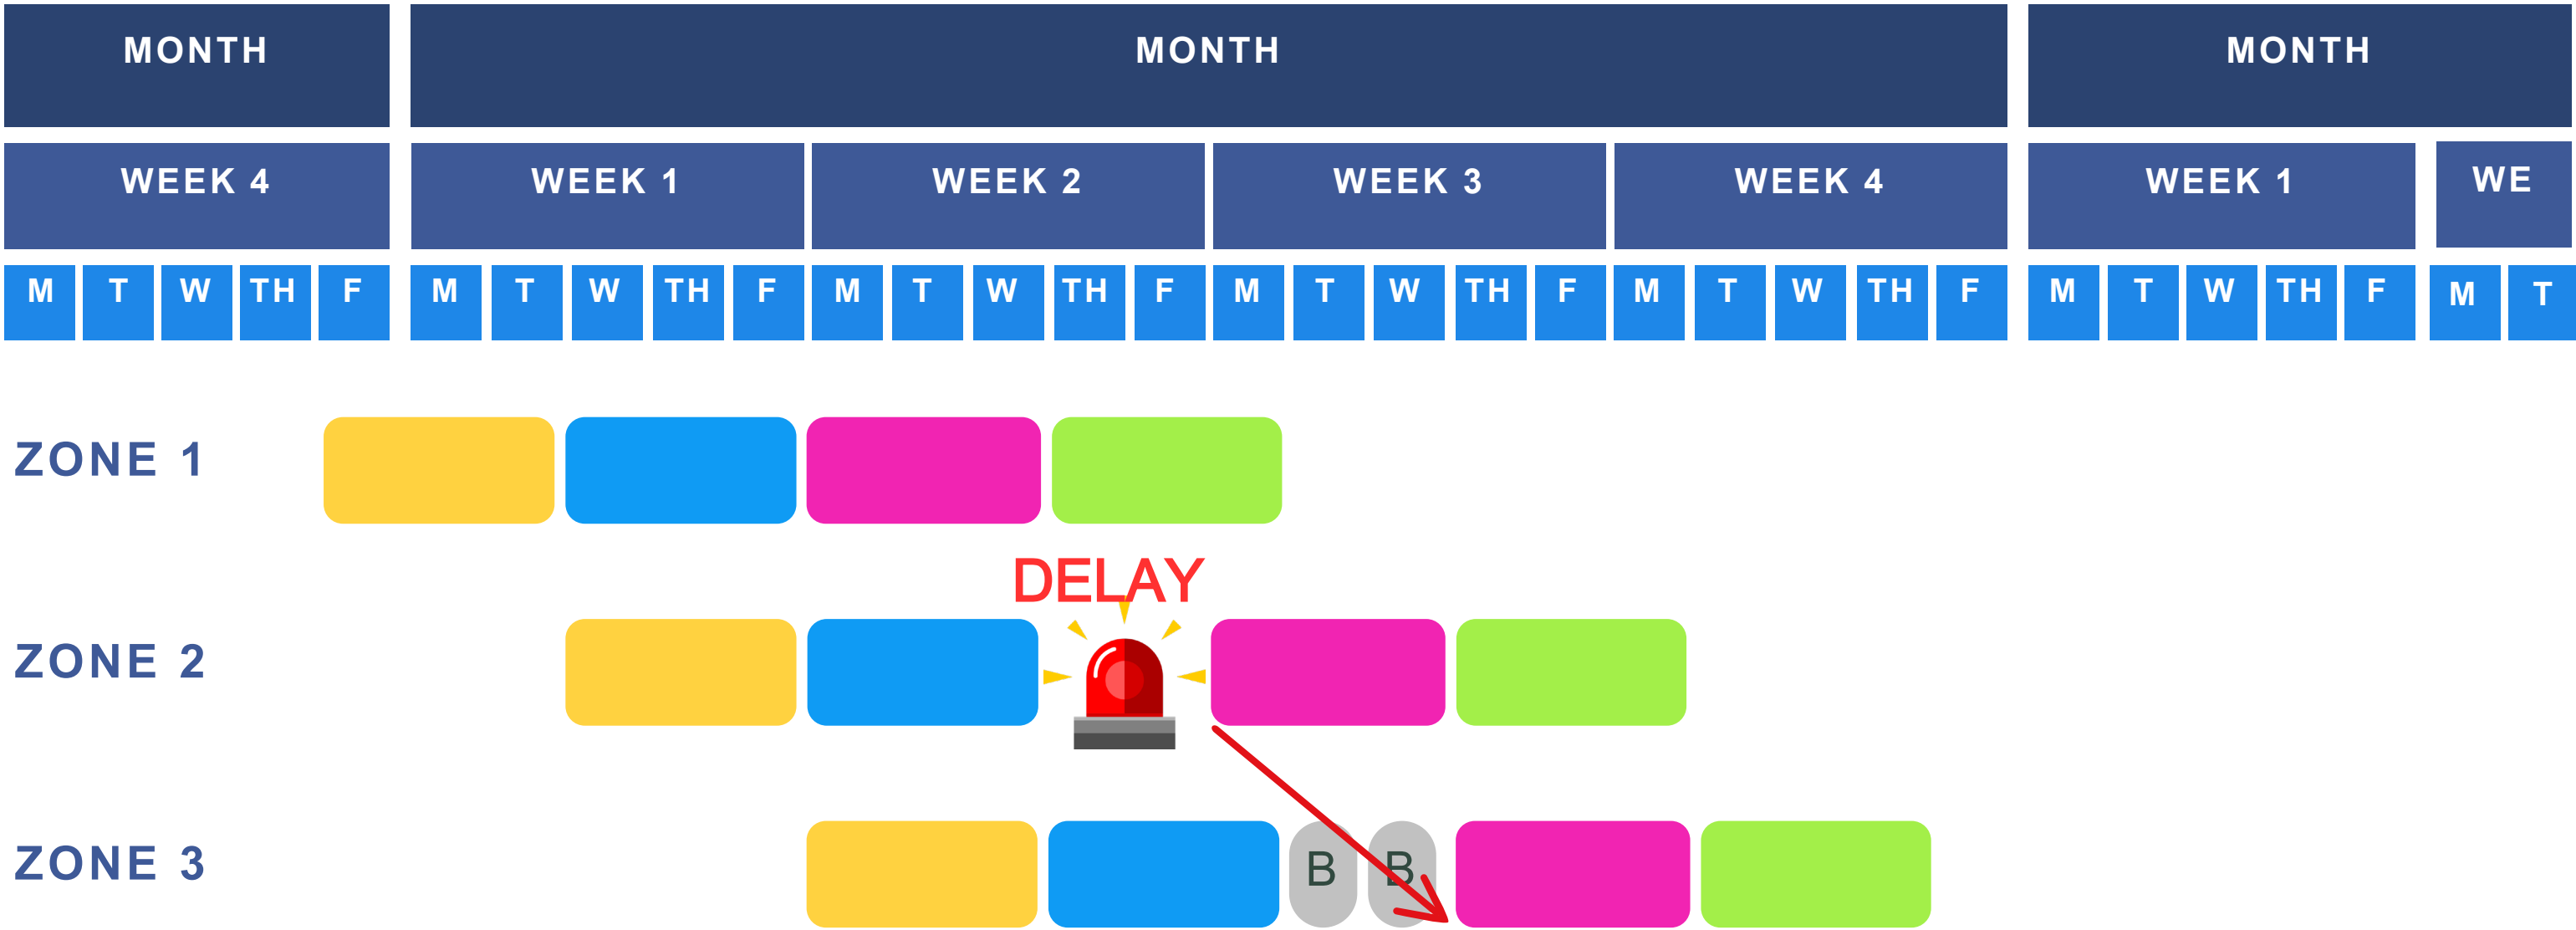 MONTH MONTH MONTH
WEEK 4 WEEK 1 WEEK 2 WEEK 3 WEEK 4 WEEK 1 WE
M T W TH F M T W TH F M T W TH F M T W TH F M T W TH F M T W TH F M T
ZONE 1
DELAY
ZONE 2
ZONE 3 B B